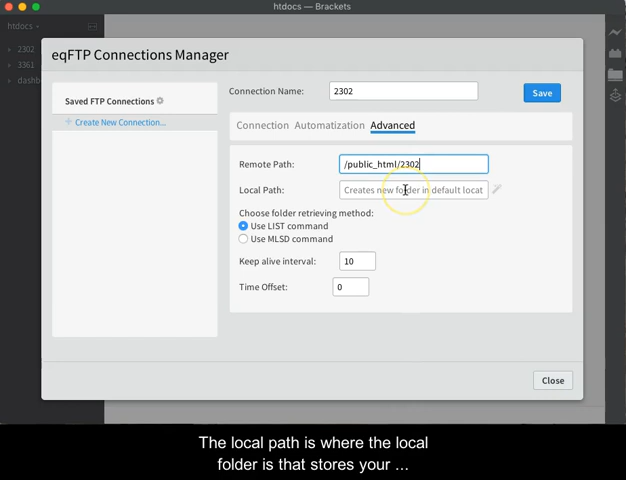 htdocs — Brackets
htdocs
2302
3361
dashb
eqFTP Connections Manager
Saved FTP Connections
Create New Connection...
Connection Name: 2302
Save
Connection Automatization Advanced
Remote Path: /public_html/2302
Local Path: Creates new folder in default locat
Choose folder retrieving method:
Use LIST command
Use MLSD command
Keep alive interval: 10
Time Offset: 0
Close
The local path is where the local
folder is that stores your ...